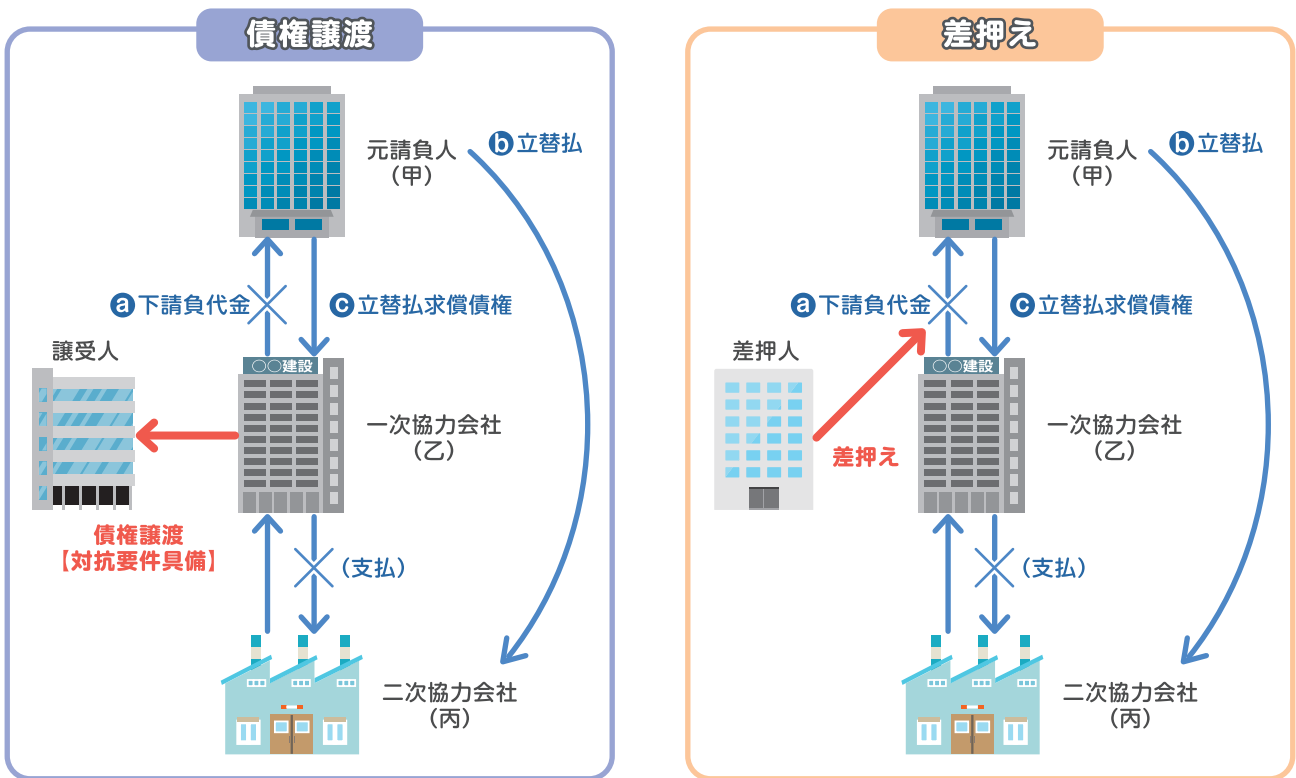 債権譲渡
元請負人
（甲）
b立替払
a下請負代金
c立替払求償債権
譲受人
〇〇建設
一次協力会社
（乙）
債権譲渡
【対抗要件具備】
（支払）
二次協力会社
（丙）
差押え
元請負人
（甲）
b立替払
a下請負代金
c立替払求償債権
差押人
〇〇建設
差押え
一次協力会社
（乙）
（支払）
二次協力会社
（丙）